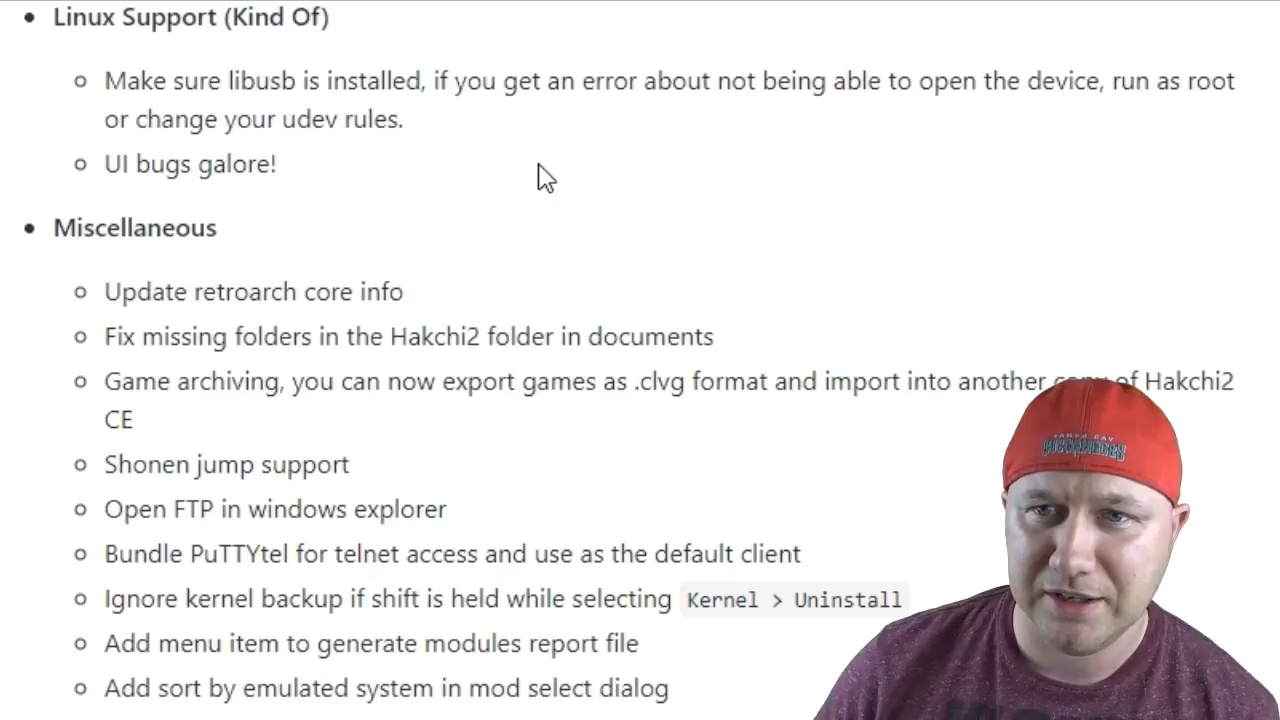 Linux Support (Kind Of)
Make sure libusb is installed, if you get an error about not being able to open the device, run as root
or change your udev rules.
UI bugs galore!
Miscellaneous
Update retroarch core info
Fix missing folders in the Hakchi2 folder in documents
Game archiving, you can now export games as .clvg format and import into another copy of Hakchi2
CE
Shonen jump support
Open FTP in windows explorer
Bundle PuTTYtel for telnet access and use as the default client
Ignore kernel backup if shift is held while selecting Kernel > Uninstall
Add menu item to generate modules report file
Add sort by emulated system in mod select dialog
TAMPA BAY
BUCCANEERS